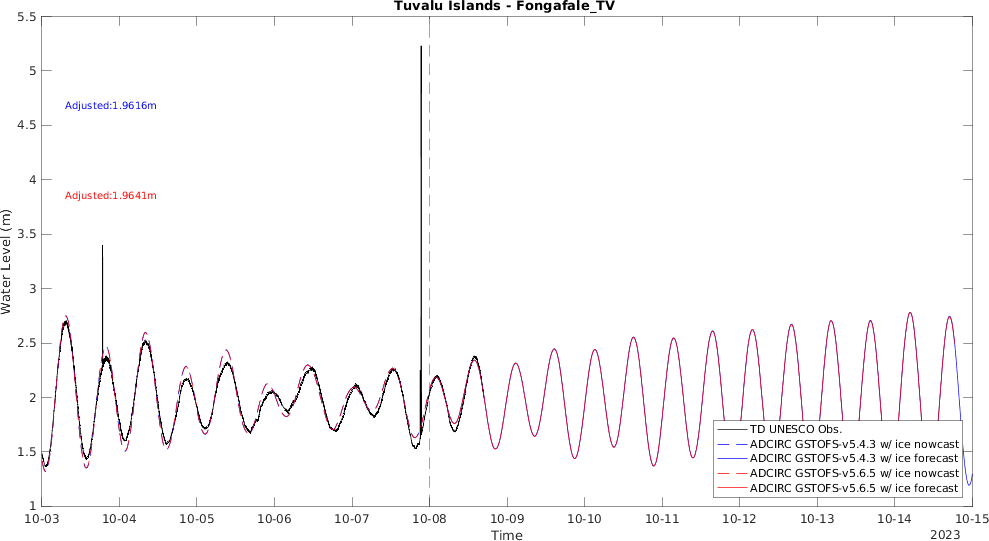 Tuvalu Islands - Fongafale_TV
5.5
5
4.5
4
3.5
3
2.5
2
1.5
1
Water Level (m)
Adjusted:1.9616m
Adjusted:1.9641m
TD UNESCO Obs.
ADCIRC GSTOFS-v5.4.3 w/ ice nowcast
ADCIRC GSTOFS-v5.4.3 w/ ice forecast
ADCIRC GSTOFS-v5.6.5 w/ ice nowcast
ADCIRC GSTOFS-v5.6.5 w/ ice forecast
10-03 10-04 10-05 10-06 10-07 10-08 10-09 10-10 10-11 10-12 10-13 10-14 10-15
Time
2023